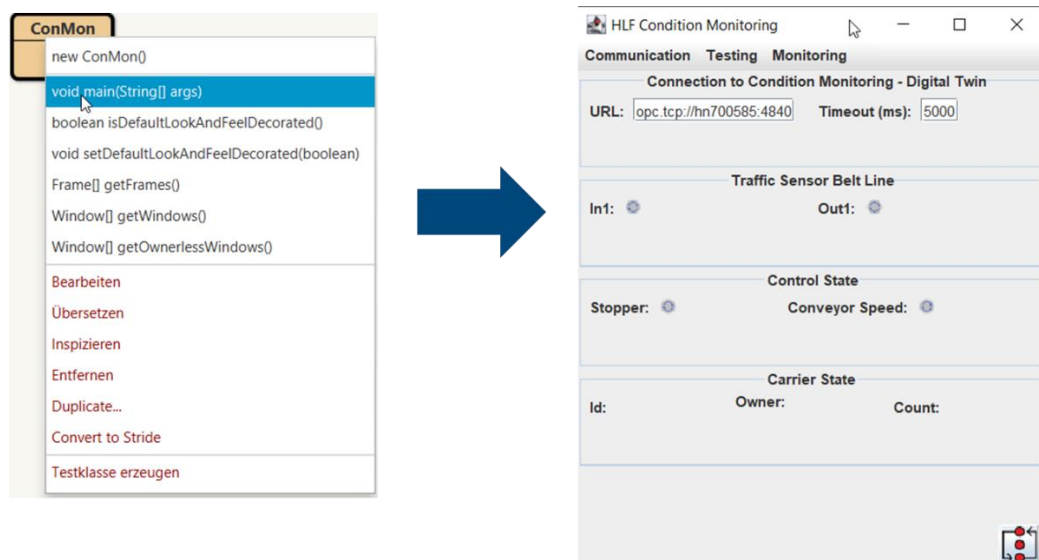 ConMon
new ConMon()
void main(String[] args)
boolean isDefaultLookAndFeelDecorated()
void setDefaultLookAndFeelDecorated(boolean)
Frame[] getFrames()
Window[] getWindows()
Window[] getOwnerlessWindows()
Bearbeiten
Übersetzen
Inspizieren
Entfernen
Duplicate...
Convert to Stride
Testklasse erzeugen
HLF Condition Monitoring
Communication Testing Monitoring
Connection to Condition Monitoring - Digital Twin
URL: opc.tcp://hn700585:4840 Timeout (ms): 5000
Traffic Sensor Belt Line
In1: Out1:
Control State
Stopper: Conveyor Speed:
Carrier State
Id: Owner: Count: